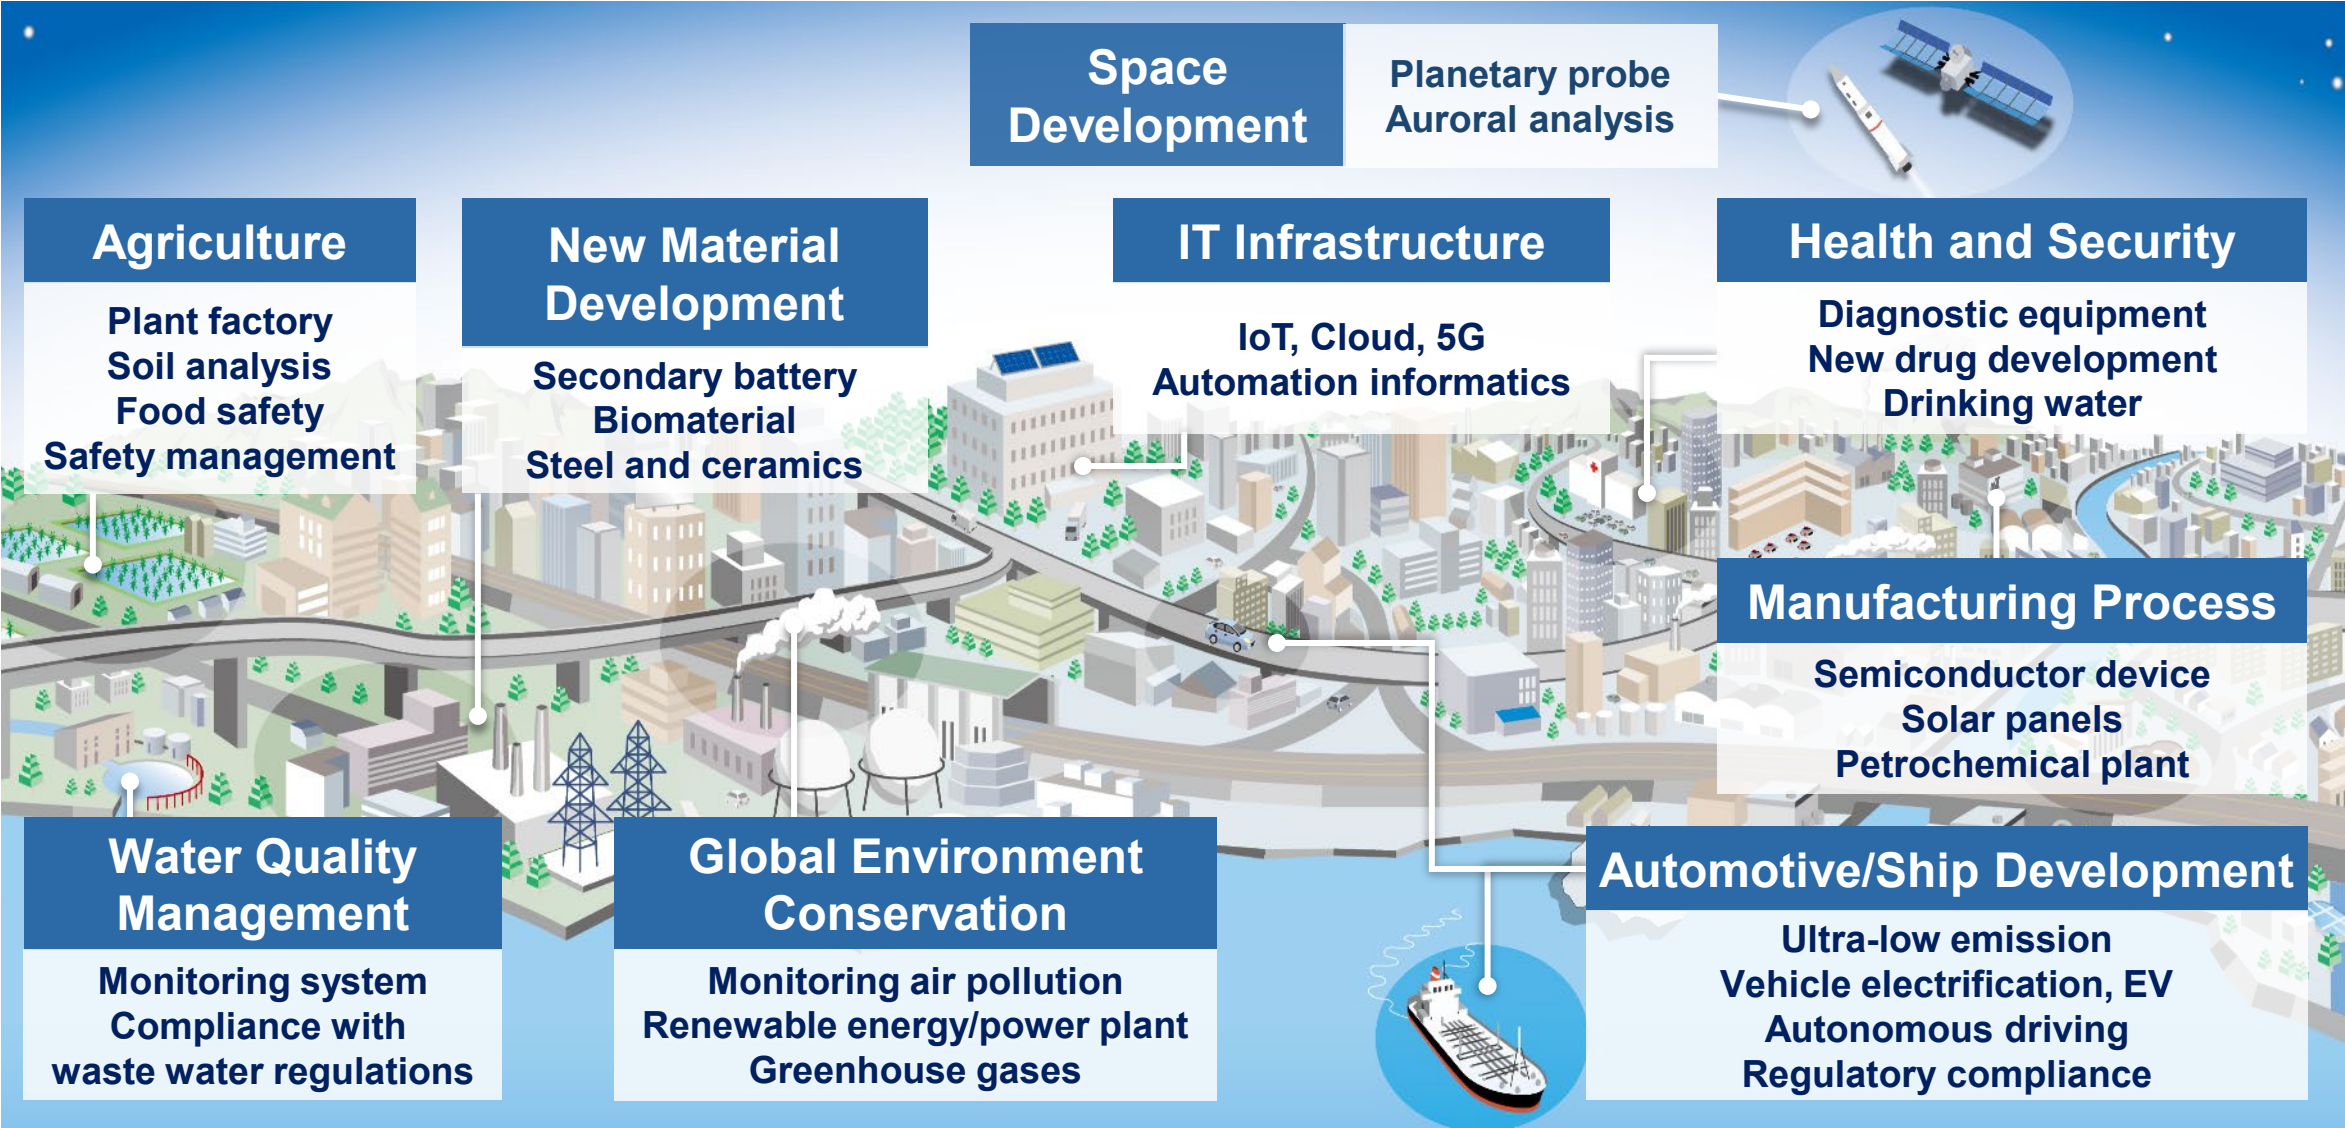 Space
Development
Planetary probe
Auroral analysis
Agriculture
Plant factory
Soil analysis
Food safety
Safety management
New Material
Development
Secondary battery
Biomaterial
Steel and ceramics
IT Infrastructure
IoT, Cloud, 5G
Automation informatics
Health and Security
Diagnostic equipment
New drug development
Drinking water
Manufacturing Process
Semiconductor device
Solar panels
Petrochemical plant
Water Quality
Management
Monitoring system
Compliance with
waste water regulations
Global Environment
Conservation
Monitoring air pollution
Renewable energy/power plant
Greenhouse gases
Automotive/Ship Development
Ultra-low emission
Vehicle electrification, EV
Autonomous driving
Regulatory compliance